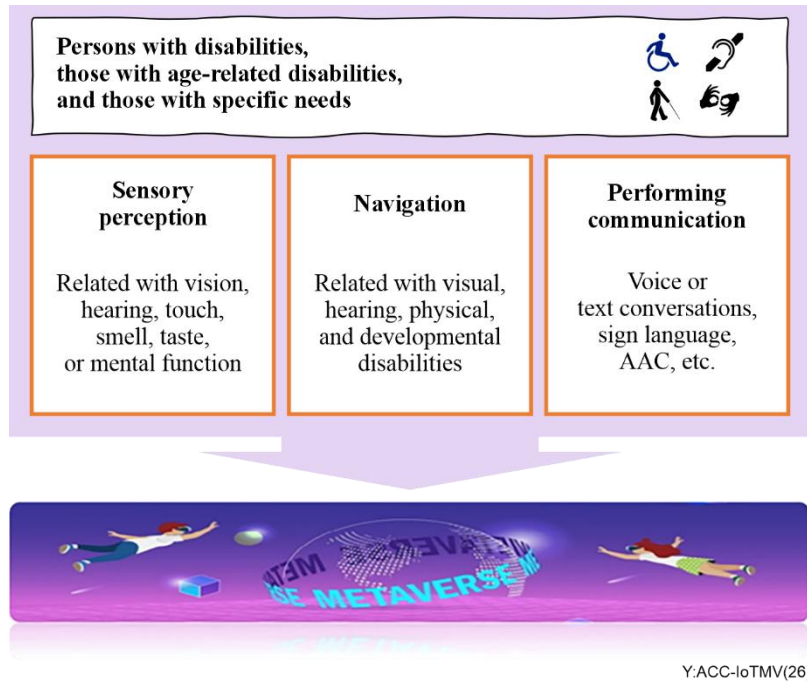 Persons with disabilities,
those with age-related disabilities,
and those with specific needs
Sensory
perception
Related with vision,
hearing, touch,
smell, taste,
or mental function
Navigation
Related with visual,
hearing, physical,
and developmental
disabilities
Performing
communication
Voice or
text conversations,
sign language,
AAC, etc.
METAVERSE
METAVERSE
Y:ACC-IoTMV(26